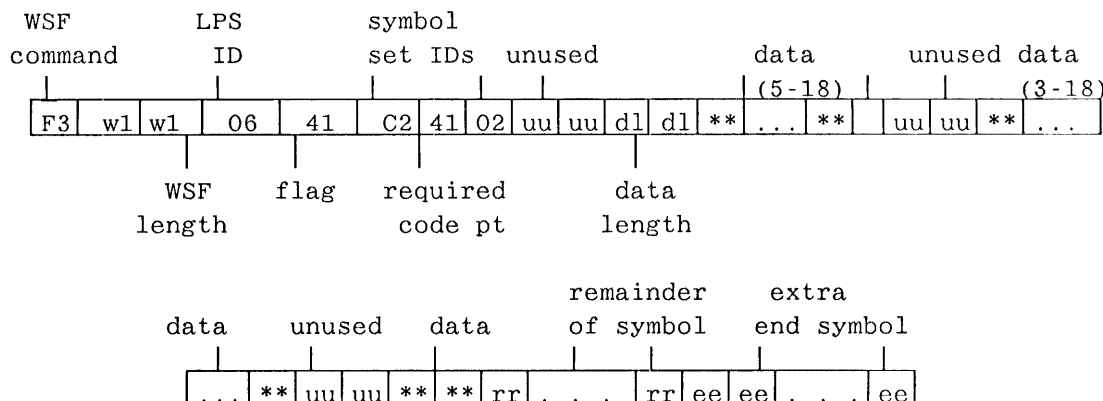 WSF LPS symbol
command ID set IDs unused data unused data
(5-18) (3-18)
F3 wl wl 06 41 C2 41 02 uu uu dl dl ** ... ** uu uu ** ...
WSF flag required data
length code pt length
remainder extra
data unused data of symbol end symbol
... ** uu uu ** ** rr . . . rr ee ee . . . ee